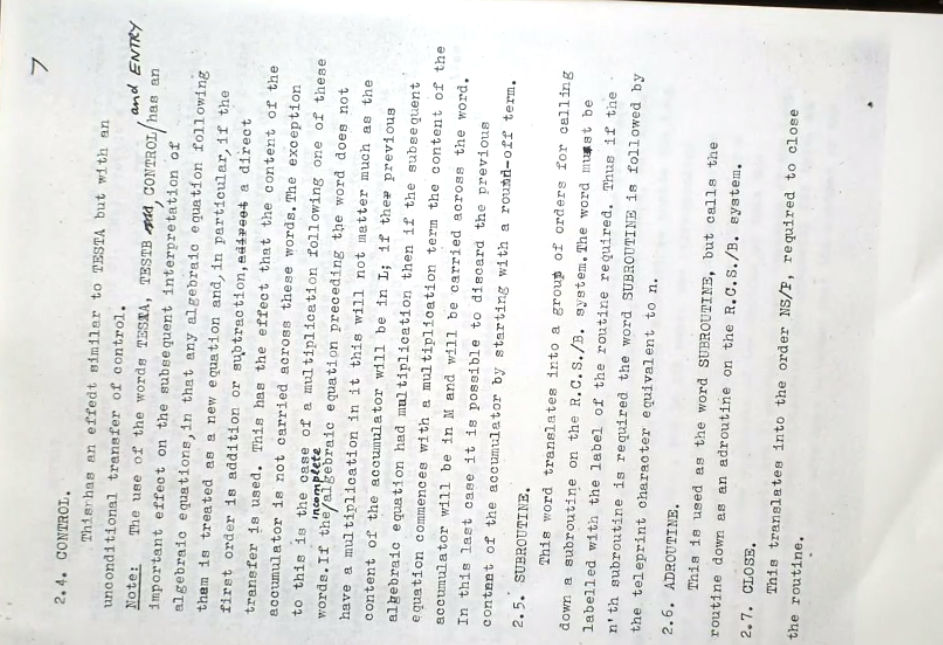 7
2.4. CONTROL.
This has an effect similar to TESTA but with an
unconditional transfer of control.
Note: The use of the words TESTA, TESTB and, CONTROL/ and ENTRY has an
important effect on the subsequent interpretation of
algebraic equations, in that any algebraic equation following
them is treated as a new equation and, in particular, if the
first order is addition or subtraction, adireet a direct
transfer is used. This has the effect that the content of the
accumulator is not carried across these words. The exception
to this is the case of a multiplication following one of these
words. If the/ incomplete algebraic equation preceding the word does not
have a multiplication in it this will not matter much as the
content of the accumulator will be in L; if the previous
algebraic equation had multiplication then if the subsequent
equation commences with a multiplication term the content of the
accumulator will be in M and will be carried across the word.
In this last case it is possible to discard the previous
content of the accumulator by starting with a round-off term.
2.5. SUBROUTINE.
This word translates into a group of orders for calling
down a subroutine on the R.C.S./B. system. The word must be
labelled with the label of the routine required. Thus if the
n'th subroutine is required the word SUBROUTINE is followed by
the teleprint character equivalent to n.
2.6. ADROUTINE.
This is used as the word SUBROUTINE, but calls the
routine down as an adroutine on the R.C.S./B. system.
2.7. CLOSE.
This translates into the order NS/P, required to close
the routine.